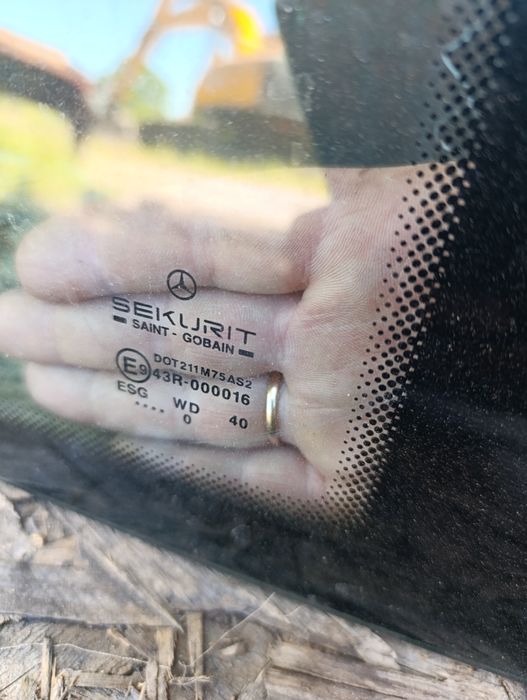 SEKURIT
SAINT - GOBAIN
DOT211M75AS2
E9 43R-000016
ESG WD 40
.... 0